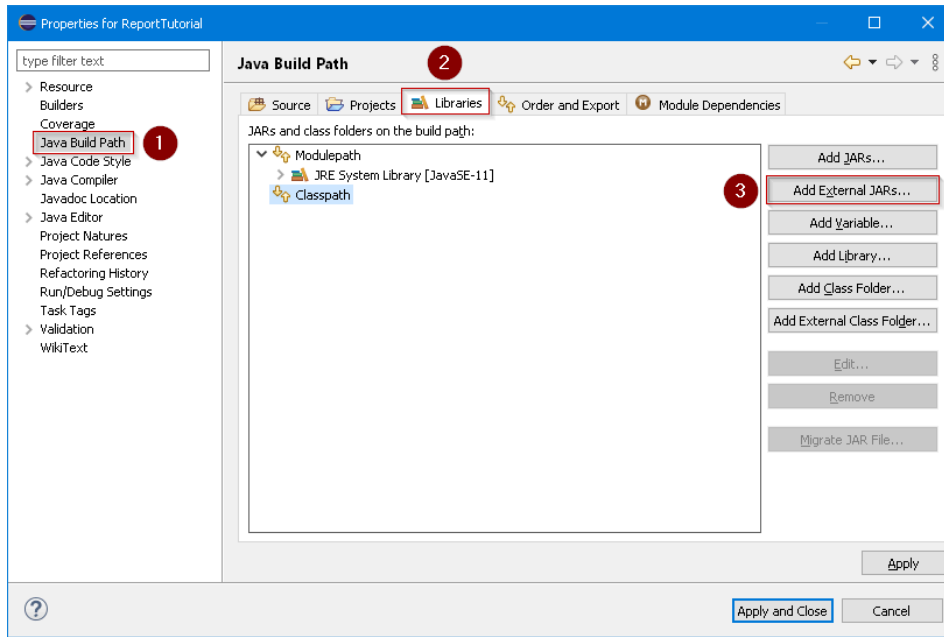 Properties for ReportTutorial
type filter text
Resource
Builders
Coverage
Java Build Path
1
Java Code Style
Java Compiler
Javadoc Location
Java Editor
Project Natures
Project References
Refactoring History
Run/Debug Settings
Task Tags
Validation
WikiText
Java Build Path
2
Source
Projects
Libraries
Order and Export
Module Dependencies
JARs and class folders on the build path:
Modulepath
JRE System Library [JavaSE-11]
Classpath
Add JARs...
3
Add External JARs...
Add Variable...
Add Library...
Add Class Folder...
Add External Class Folder...
Edit...
Remove
Migrate JAR File...
Apply
?
Apply and Close
Cancel